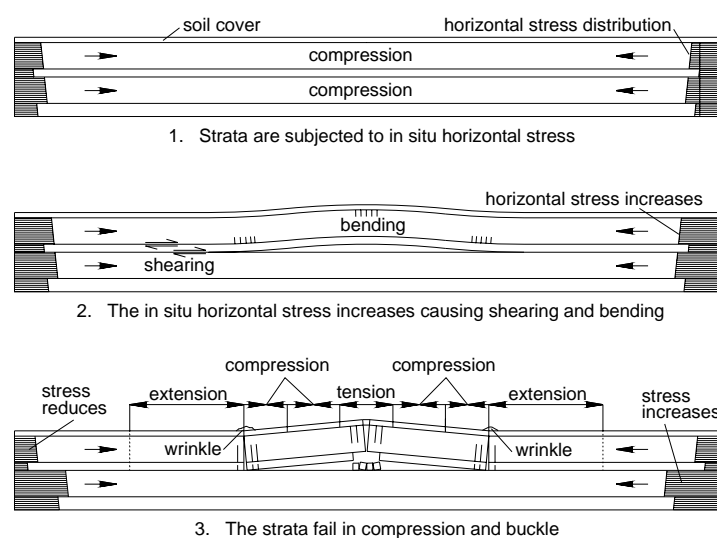 soil cover
horizontal stress distribution
compression
compression
1. Strata are subjected to in situ horizontal stress
horizontal stress increases
bending
shearing
2. The in situ horizontal stress increases causing shearing and bending
compression compression
stress reduces
extension
tension
extension
stress increases
wrinkle
wrinkle
3. The strata fail in compression and buckle